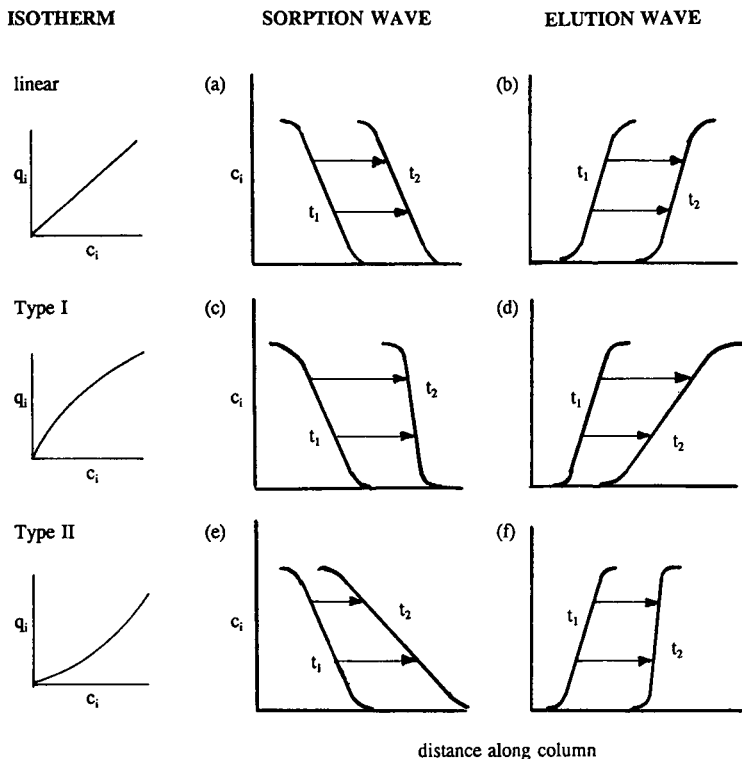 ISOTHERM SORPTION WAVE ELUTION WAVE
linear (a) (b)
qᵢ
cᵢ
cᵢ
t₁
t₂
t₁
t₂
Type I (c) (d)
qᵢ
cᵢ
cᵢ
t₁
t₂
t₁
t₂
Type II (e) (f)
qᵢ
cᵢ
cᵢ
t₁
t₂
t₁
t₂
distance along column